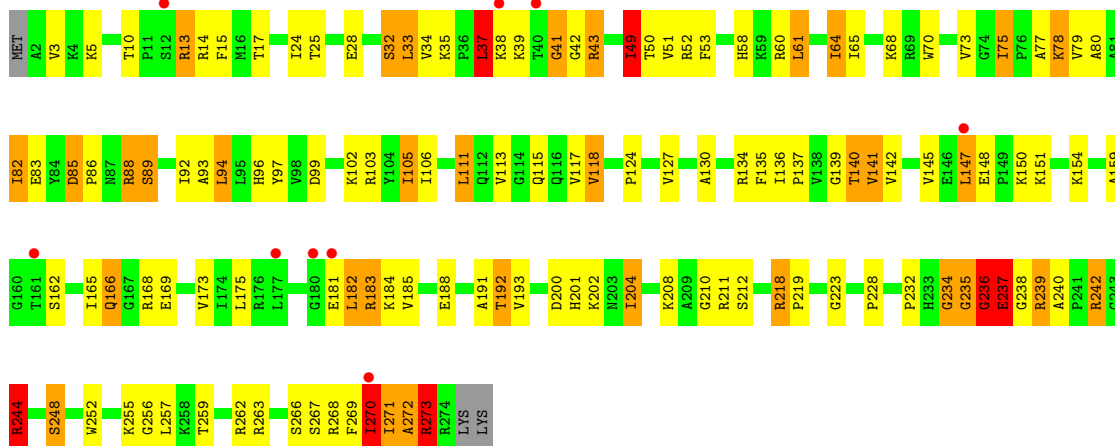 MET A2 V3 K4 K5 T10 P11 S12 R13 R14 F15 M16 T17 I24 T25 E28 S32 L33 V34 K35 P36 L37 K38 K39 T40 G41 G42 R43 I49 T50 V51 R52 F53 H58 K59 R60 L61 I64 I65 K68 R69 W70 V73 G74 I75 P76 A77 K78 V79 A80 A81
I82 E83 Y84 D85 P86 N87 R88 S89 I92 A93 L94 L95 H96 Y97 V98 D99 K102 R103 Y104 I105 I106 L111 Q112 V113 G114 Q115 Q116 V117 V118 P124 V127 A130 R134 F135 I136 P137 V138 G139 T140 V141 V142 V145 E146 L147 E148 P149 K150 K151 K154 A159
G160 T161 S162 I165 Q166 G167 R168 E169 V173 I174 L175 R176 L177 G180 E181 L182 R183 K184 V185 E188 A191 T192 V193 D200 H201 K202 N203 I204 K208 A209 G210 R211 S212 R218 P219 G223 P228 P232 H233 G234 G235 G236 E237 G238 R239 A240 P241 R242 G243
R244 S248 W252 K255 G256 L257 K258 T259 R262 R263 S266 S267 R268 F269 I270 I271 A272 R273 R274 LYS LYS